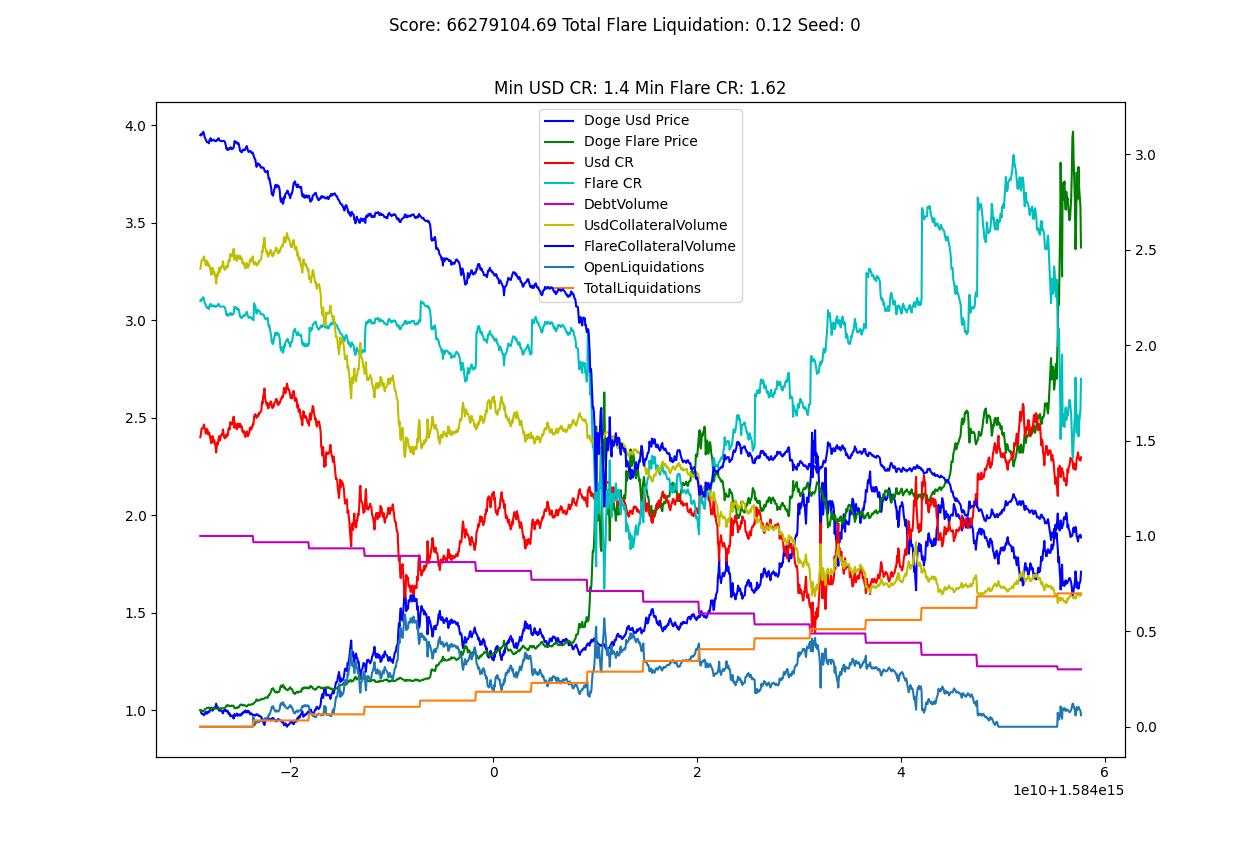 Score: 66279104.69 Total Flare Liquidation: 0.12 Seed: 0
Min USD CR: 1.4 Min Flare CR: 1.62
Doge Usd Price
Doge Flare Price
Usd CR
Flare CR
DebtVolume
UsdCollateralVolume
FlareCollateralVolume
OpenLiquidations
TotalLiquidations
4.0
3.5
3.0
2.5
2.0
1.5
1.0
3.0
2.5
2.0
1.5
1.0
0.5
0.0
−2 0 2 4 6
1e10+1.584e15